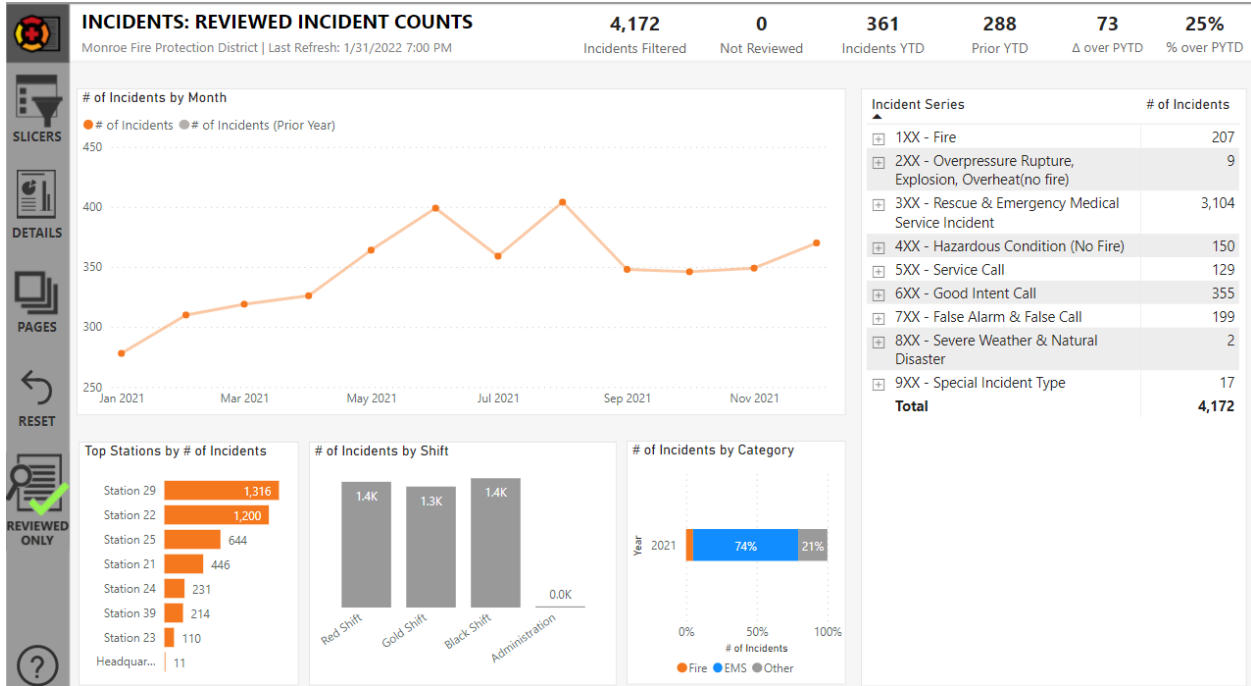 INCIDENTS: REVIEWED INCIDENT COUNTS
Monroe Fire Protection District | Last Refresh: 1/31/2022 7:00 PM
4,172
Incidents Filtered
0
Not Reviewed
361
Incidents YTD
288
Prior YTD
73
Δ over PYTD
25%
% over PYTD
SLICERS
DETAILS
PAGES
RESET
REVIEWED
ONLY
?
# of Incidents by Month
# of Incidents # of Incidents (Prior Year)
450
400
350
300
250
Jan 2021 Mar 2021 May 2021 Jul 2021 Sep 2021 Nov 2021
Top Stations by # of Incidents
Station 29 1,316
Station 22 1,200
Station 25 644
Station 21 446
Station 24 231
Station 39 214
Station 23 110
Headquar... 11
# of Incidents by Shift
1.4K 1.3K 1.4K 0.0K
Red Shift Gold Shift Black Shift Administration
# of Incidents by Category
Year
2021 74% 21%
0% 50% 100%
# of Incidents
Fire EMS Other
Incident Series # of Incidents
1XX - Fire 207
2XX - Overpressure Rupture, 9
Explosion, Overheat(no fire)
3XX - Rescue & Emergency Medical 3,104
Service Incident
4XX - Hazardous Condition (No Fire) 150
5XX - Service Call 129
6XX - Good Intent Call 355
7XX - False Alarm & False Call 199
8XX - Severe Weather & Natural 2
Disaster
9XX - Special Incident Type 17
Total 4,172